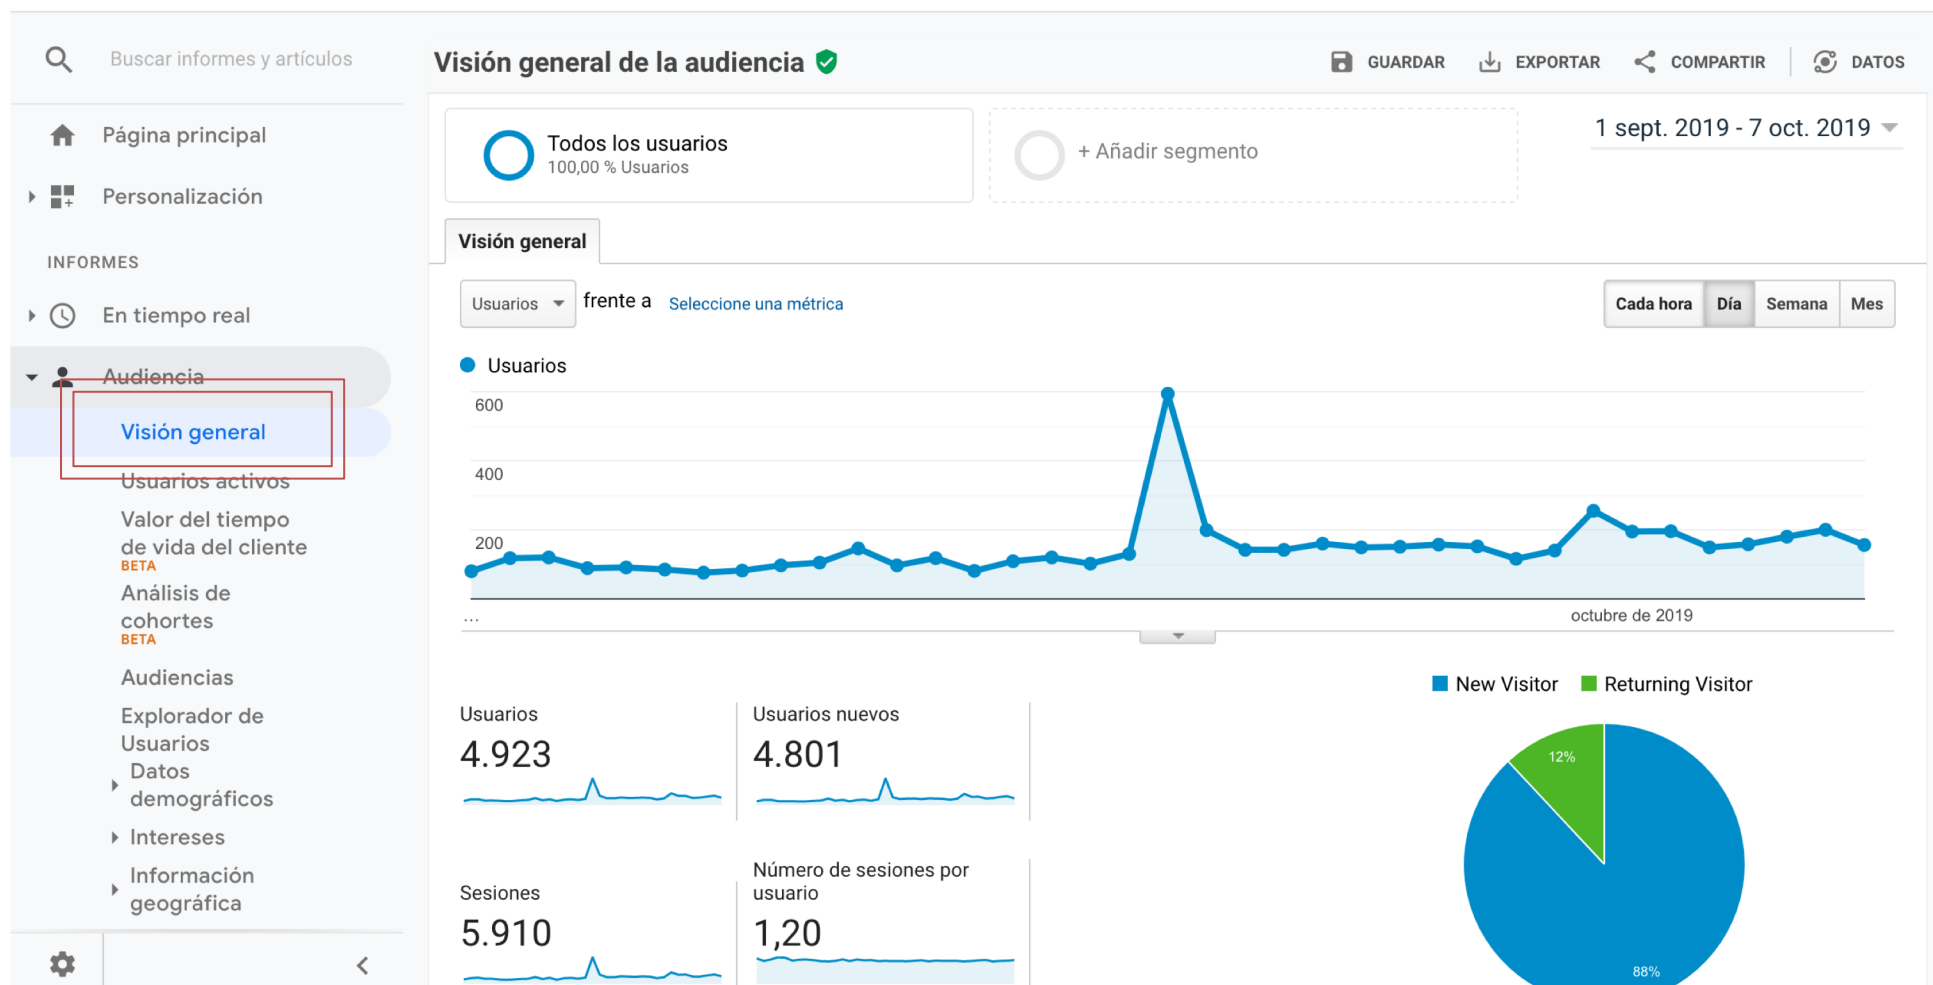 Buscar informes y artículos
Página principal
Personalización
INFORMES
En tiempo real
Audiencia
Visión general
Usuarios activos
Valor del tiempo
de vida del cliente
BETA
Análisis de
cohortes
BETA
Audiencias
Explorador de
Usuarios
Datos
demográficos
Intereses
Información
geográfica
Visión general de la audiencia
GUARDAR
EXPORTAR
COMPARTIR
DATOS
Todos los usuarios
100,00 % Usuarios
+ Añadir segmento
1 sept. 2019 - 7 oct. 2019
Visión general
Usuarios
frente a
Seleccione una métrica
Cada hora
Día
Semana
Mes
Usuarios
600
400
200
...
octubre de 2019
New Visitor
Returning Visitor
Usuarios
4.923
Usuarios nuevos
4.801
Sesiones
5.910
Número de sesiones por
usuario
1,20
12%
88%